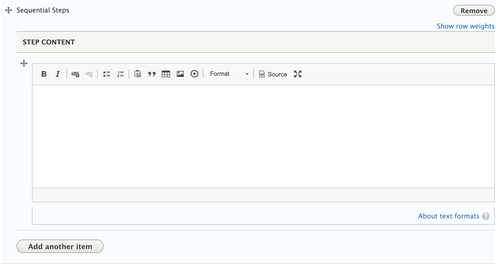 Sequential Steps
Remove
Show row weights
STEP CONTENT
B I Format Source
About text formats ?
Add another item